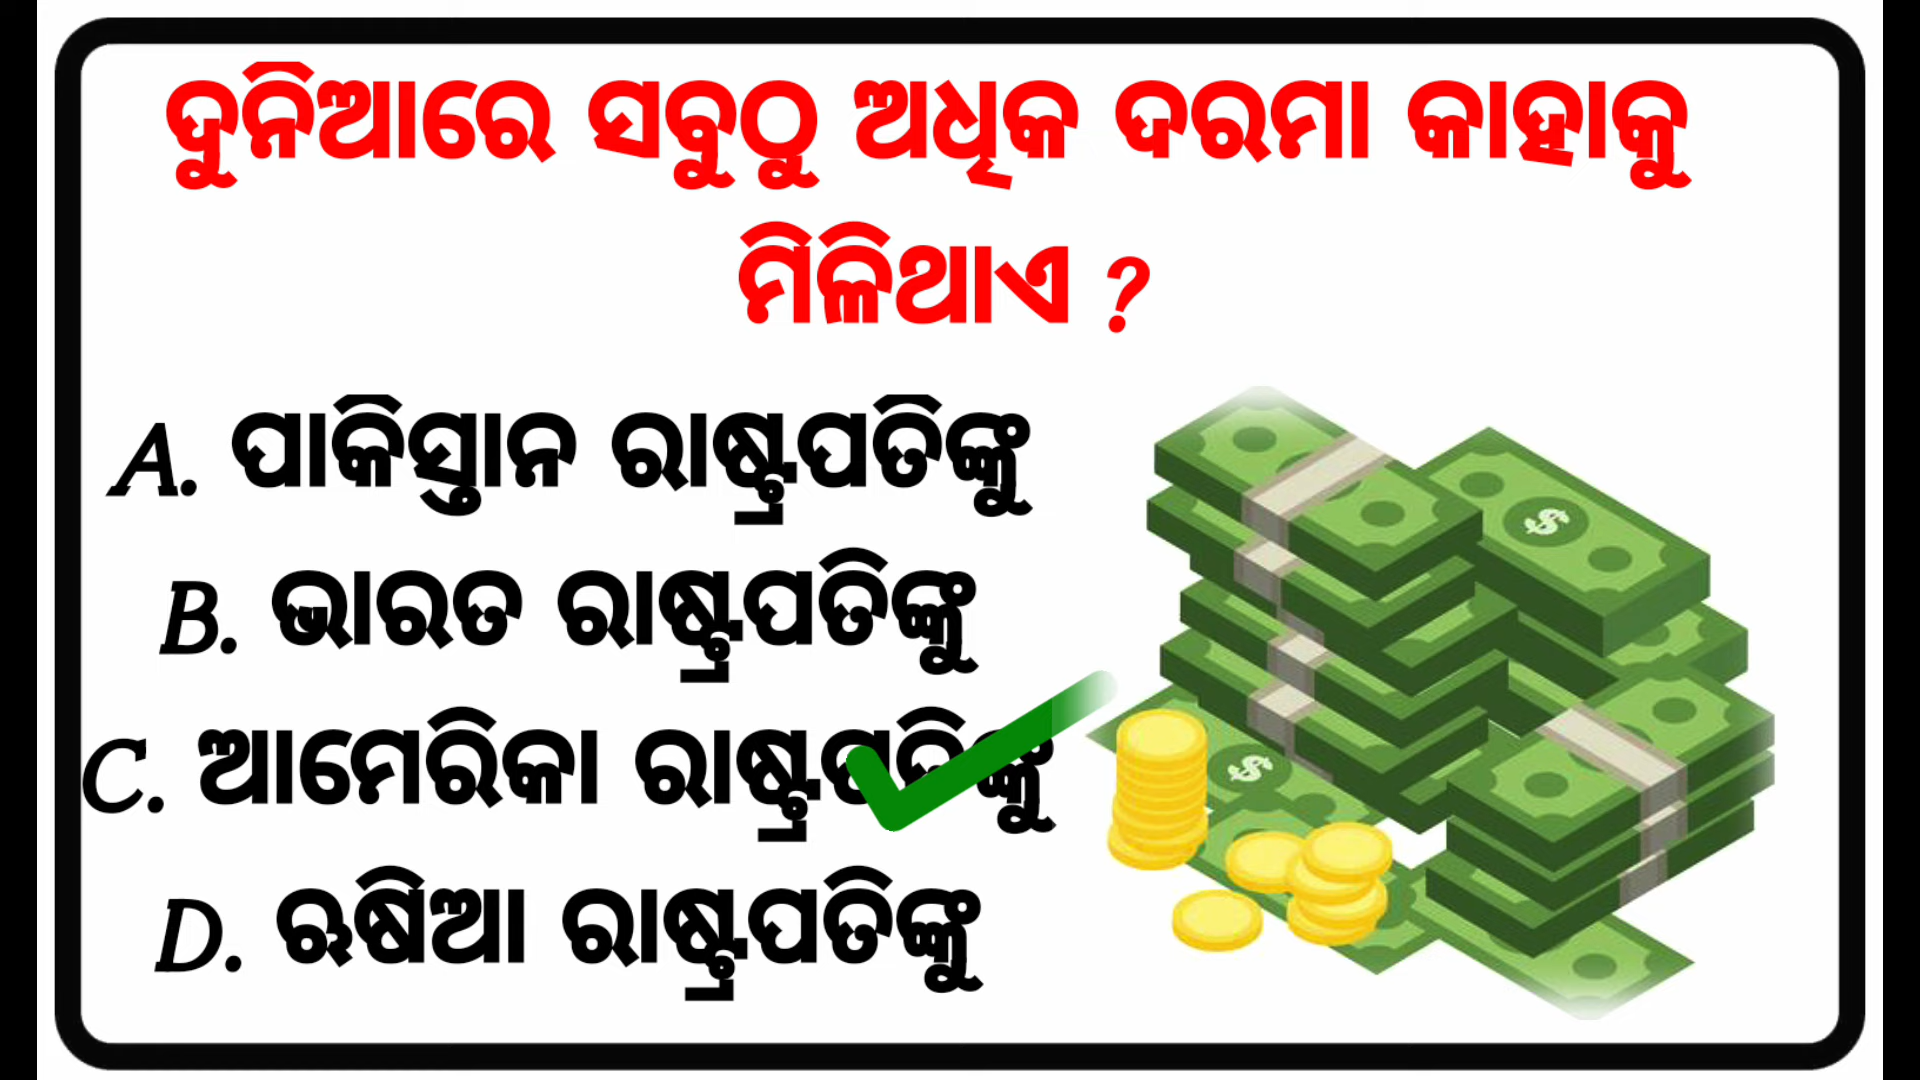 ଦୁନିଆରେ ସବୁଠୁ ଅଧିକ ଦରମା କାହାକୁ
ମିଳିଥାଏ ?
A. ପାକିସ୍ତାନ ରାଷ୍ଟ୍ରପତିଙ୍କୁ
B. ଭାରତ ରାଷ୍ଟ୍ରପତିଙ୍କୁ
C. ଆମେରିକା ରାଷ୍ଟ୍ରପତିଙ୍କୁ
D. ଋଷିଆ ରାଷ୍ଟ୍ରପତିଙ୍କୁ